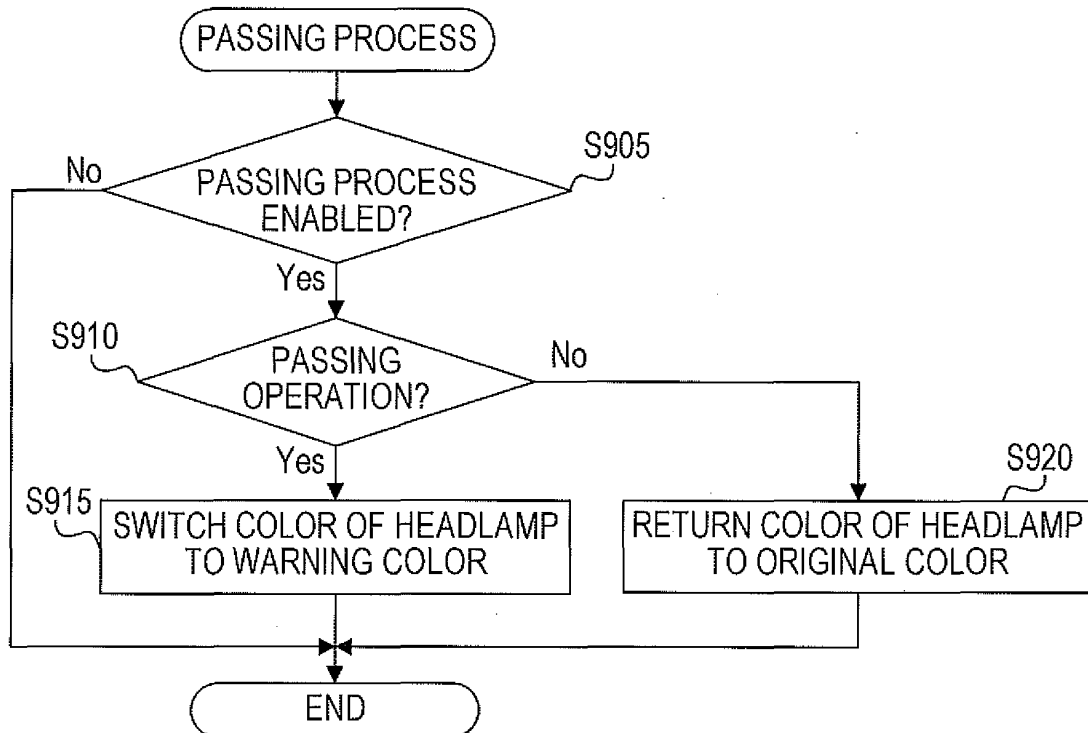 PASSING PROCESS
S905
No
PASSING PROCESS
ENABLED?
Yes
S910
PASSING
OPERATION?
No
Yes
S920
S915
SWITCH COLOR OF HEADLAMP
TO WARNING COLOR
RETURN COLOR OF HEADLAMP
TO ORIGINAL COLOR
END